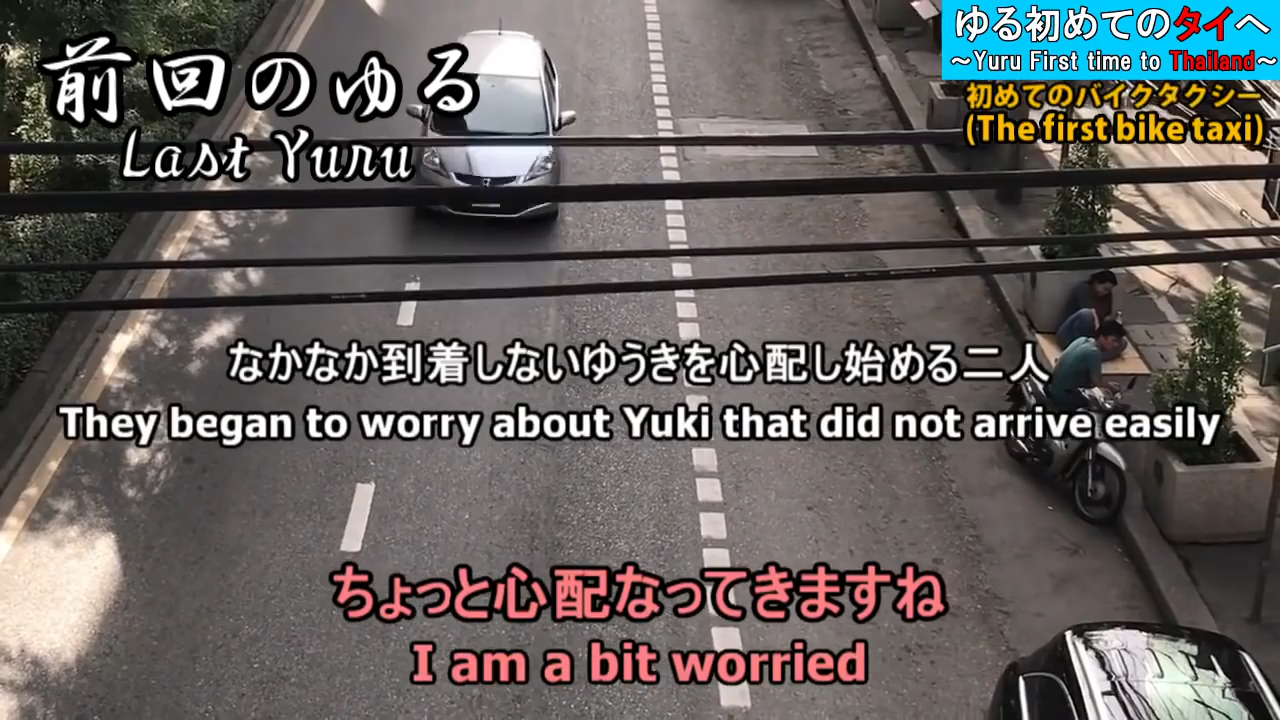 前回のゆる
Last Yuru
ゆる初めてのタイへ
～Yuru First time to Thailand～
初めてのバイクタクシー
(The first bike taxi)
なかなか到着しないゆうきを心配し始める二人
They began to worry about Yuki that did not arrive easily
ちょっと心配なってきますね
I am a bit worried